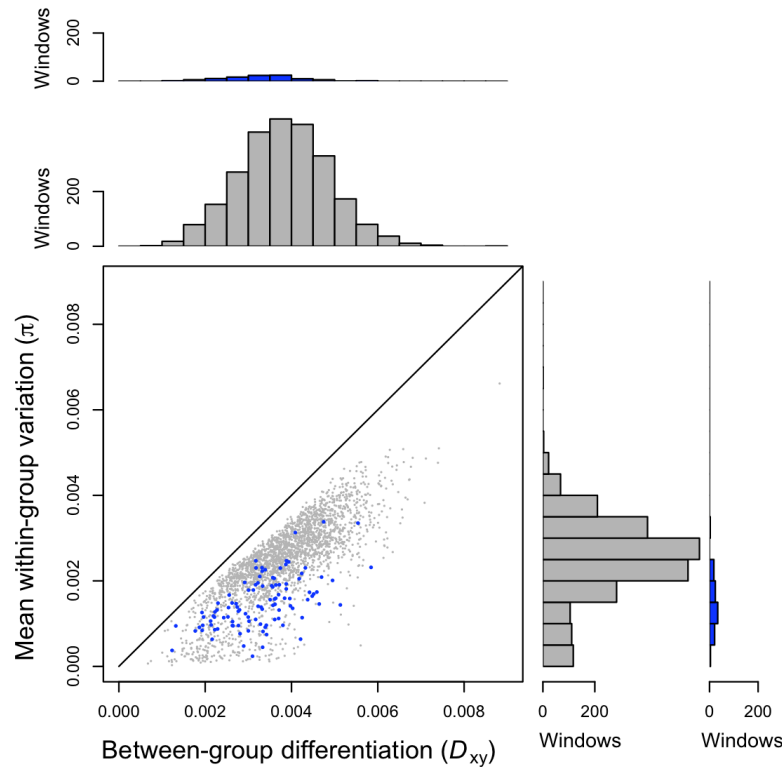 Windows
0 200
Windows
0 200
Mean within-group variation (π)
0.000 0.002 0.004 0.006 0.008
0.000 0.002 0.004 0.006 0.008
Between-group differentiation (Dxy)
0 200
Windows
0 200
Windows